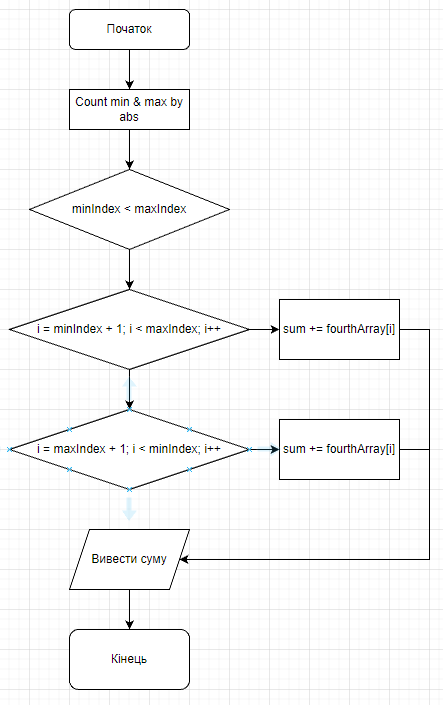 Початок
Count min & max by
abs
minIndex < maxIndex
i = minIndex + 1; i < maxIndex; i++
sum += fourthArray[i]
i = maxIndex + 1; i < minIndex; i++
sum += fourthArray[i]
Вивести суму
Кінець